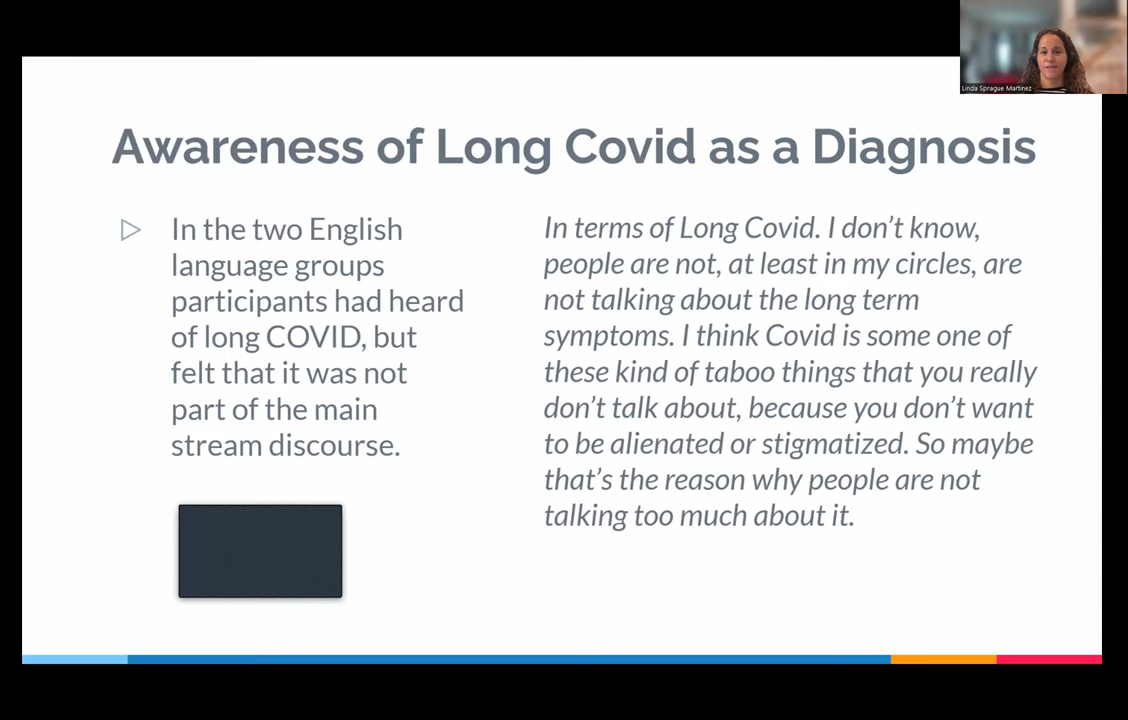 Linda Sprague Martinez
Awareness of Long Covid as a Diagnosis
In the two English
language groups
participants had heard
of long COVID, but
felt that it was not
part of the main
stream discourse.
In terms of Long Covid. I don't know,
people are not, at least in my circles, are
not talking about the long term
symptoms. I think Covid is some one of
these kind of taboo things that you really
don't talk about, because you don't want
to be alienated or stigmatized. So maybe
that's the reason why people are not
talking too much about it.